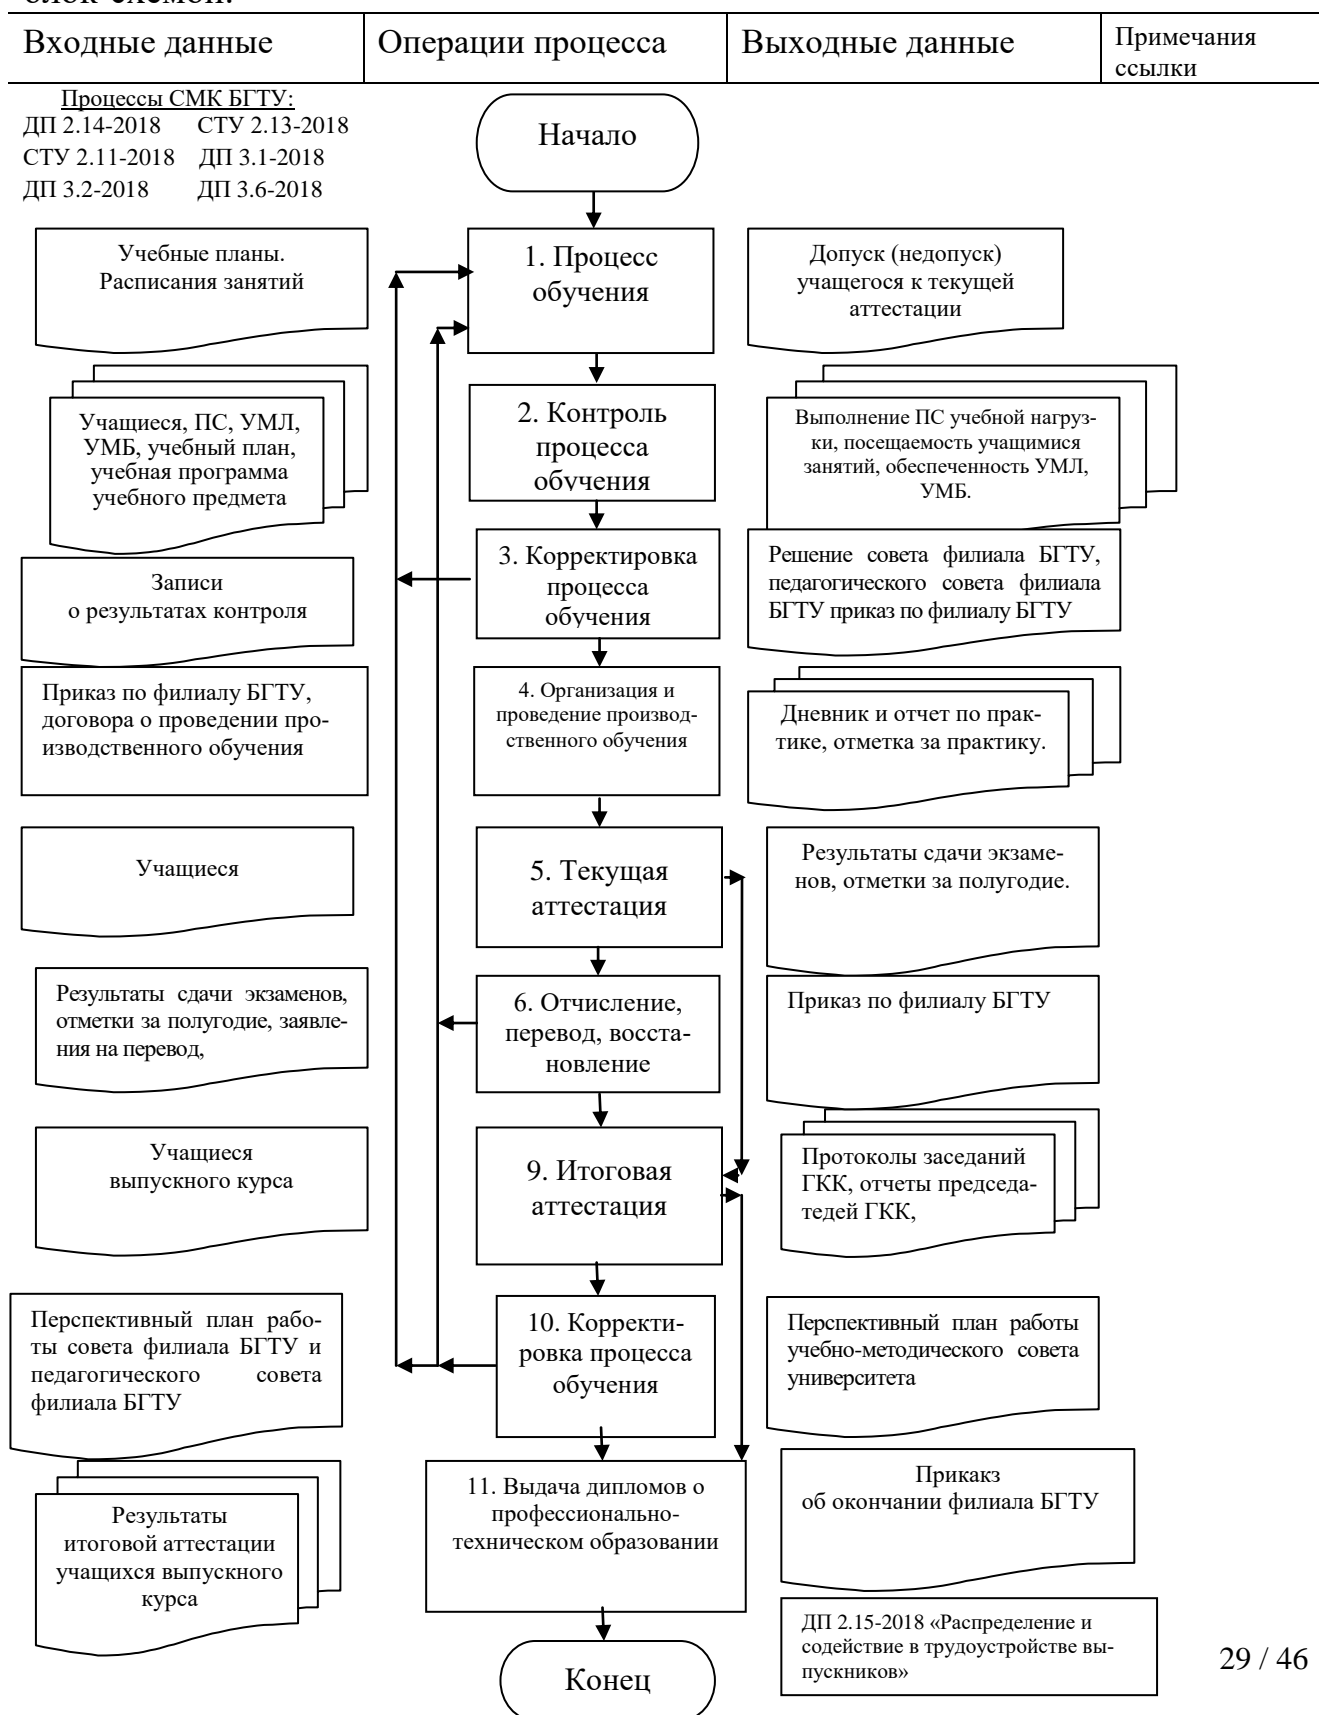 блок-схемой:
Входные данные
Операции процесса
Выходные данные
Примечания
ссылки
Процессы СМК БГТУ:
ДП 2.14-2018 СТУ 2.13-2018
СТУ 2.11-2018 ДП 3.1-2018
ДП 3.2-2018 ДП 3.6-2018
Начало
Учебные планы.
Расписания занятий
1. Процесс
обучения
Допуск (недопуск)
учащегося к текущей
аттестации
Учащиеся, ПС, УМЛ,
УМБ, учебный план,
учебная программа
учебного предмета
2. Контроль
процесса
обучения
Выполнение ПС учебной нагруз-
ки, посещаемость учащимися
занятий, обеспеченность УМЛ,
УМБ.
Записи
о результатах контроля
3. Корректировка
процесса
обучения
Решение совета филиала БГТУ,
педагогического совета филиала
БГТУ приказ по филиалу БГТУ
Приказ по филиалу БГТУ,
договора о проведении про-
изводственного обучения
4. Организация и
проведение производ-
ственного обучения
Дневник и отчет по прак-
тике, отметка за практику.
Учащиеся
5. Текущая
аттестация
Результаты сдачи экзаме-
нов, отметки за полугодие.
Результаты сдачи экзаменов,
отметки за полугодие, заявле-
ния на перевод,
6. Отчисление,
перевод, восста-
новление
Приказ по филиалу БГТУ
Учащиеся
выпускного курса
9. Итоговая
аттестация
Протоколы заседаний
ГКК, отчеты председа-
тедей ГКК,
Перспективный план рабо-
ты совета филиала БГТУ и
педагогического совета
филиала БГТУ
10. Корректи-
ровка процесса
обучения
Перспективный план работы
учебно-методического совета
университета
Результаты
итоговой аттестации
учащихся выпускного
курса
11. Выдача дипломов о
профессионально-
техническом образовании
Прикакз
об окончании филиала БГТУ
ДП 2.15-2018 «Распределение и
содействие в трудоустройстве вы-
пускников»
Конец
29 / 46